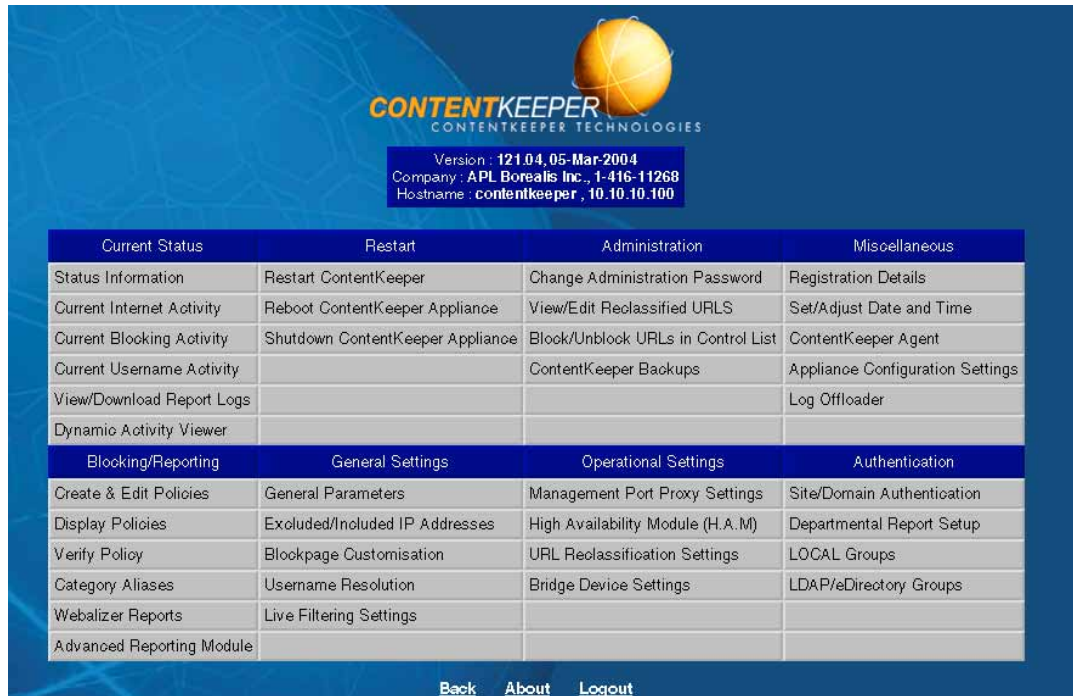 CONTENTKEEPER
CONTENTKEEPER TECHNOLOGIES
Version : 121.04, 05-Mar-2004
Company : APL Borealis Inc., 1-416-11268
Hostname : contentkeeper , 10.10.10.100
Current Status Restart Administration Miscellaneous
Status Information Restart ContentKeeper Change Administration Password Registration Details
Current Internet Activity Reboot ContentKeeper Appliance View/Edit Reclassified URLS Set/Adjust Date and Time
Current Blocking Activity Shutdown ContentKeeper Appliance Block/Unblock URLs in Control List ContentKeeper Agent
Current Username Activity ContentKeeper Backups Appliance Configuration Settings
View/Download Report Logs Log Offloader
Dynamic Activity Viewer
Blocking/Reporting General Settings Operational Settings Authentication
Create & Edit Policies General Parameters Management Port Proxy Settings Site/Domain Authentication
Display Policies Excluded/Included IP Addresses High Availability Module (H.A.M) Departmental Report Setup
Verify Policy Blockpage Customisation URL Reclassification Settings LOCAL Groups
Category Aliases Username Resolution Bridge Device Settings LDAP/eDirectory Groups
Webalizer Reports Live Filtering Settings
Advanced Reporting Module
Back About Logout